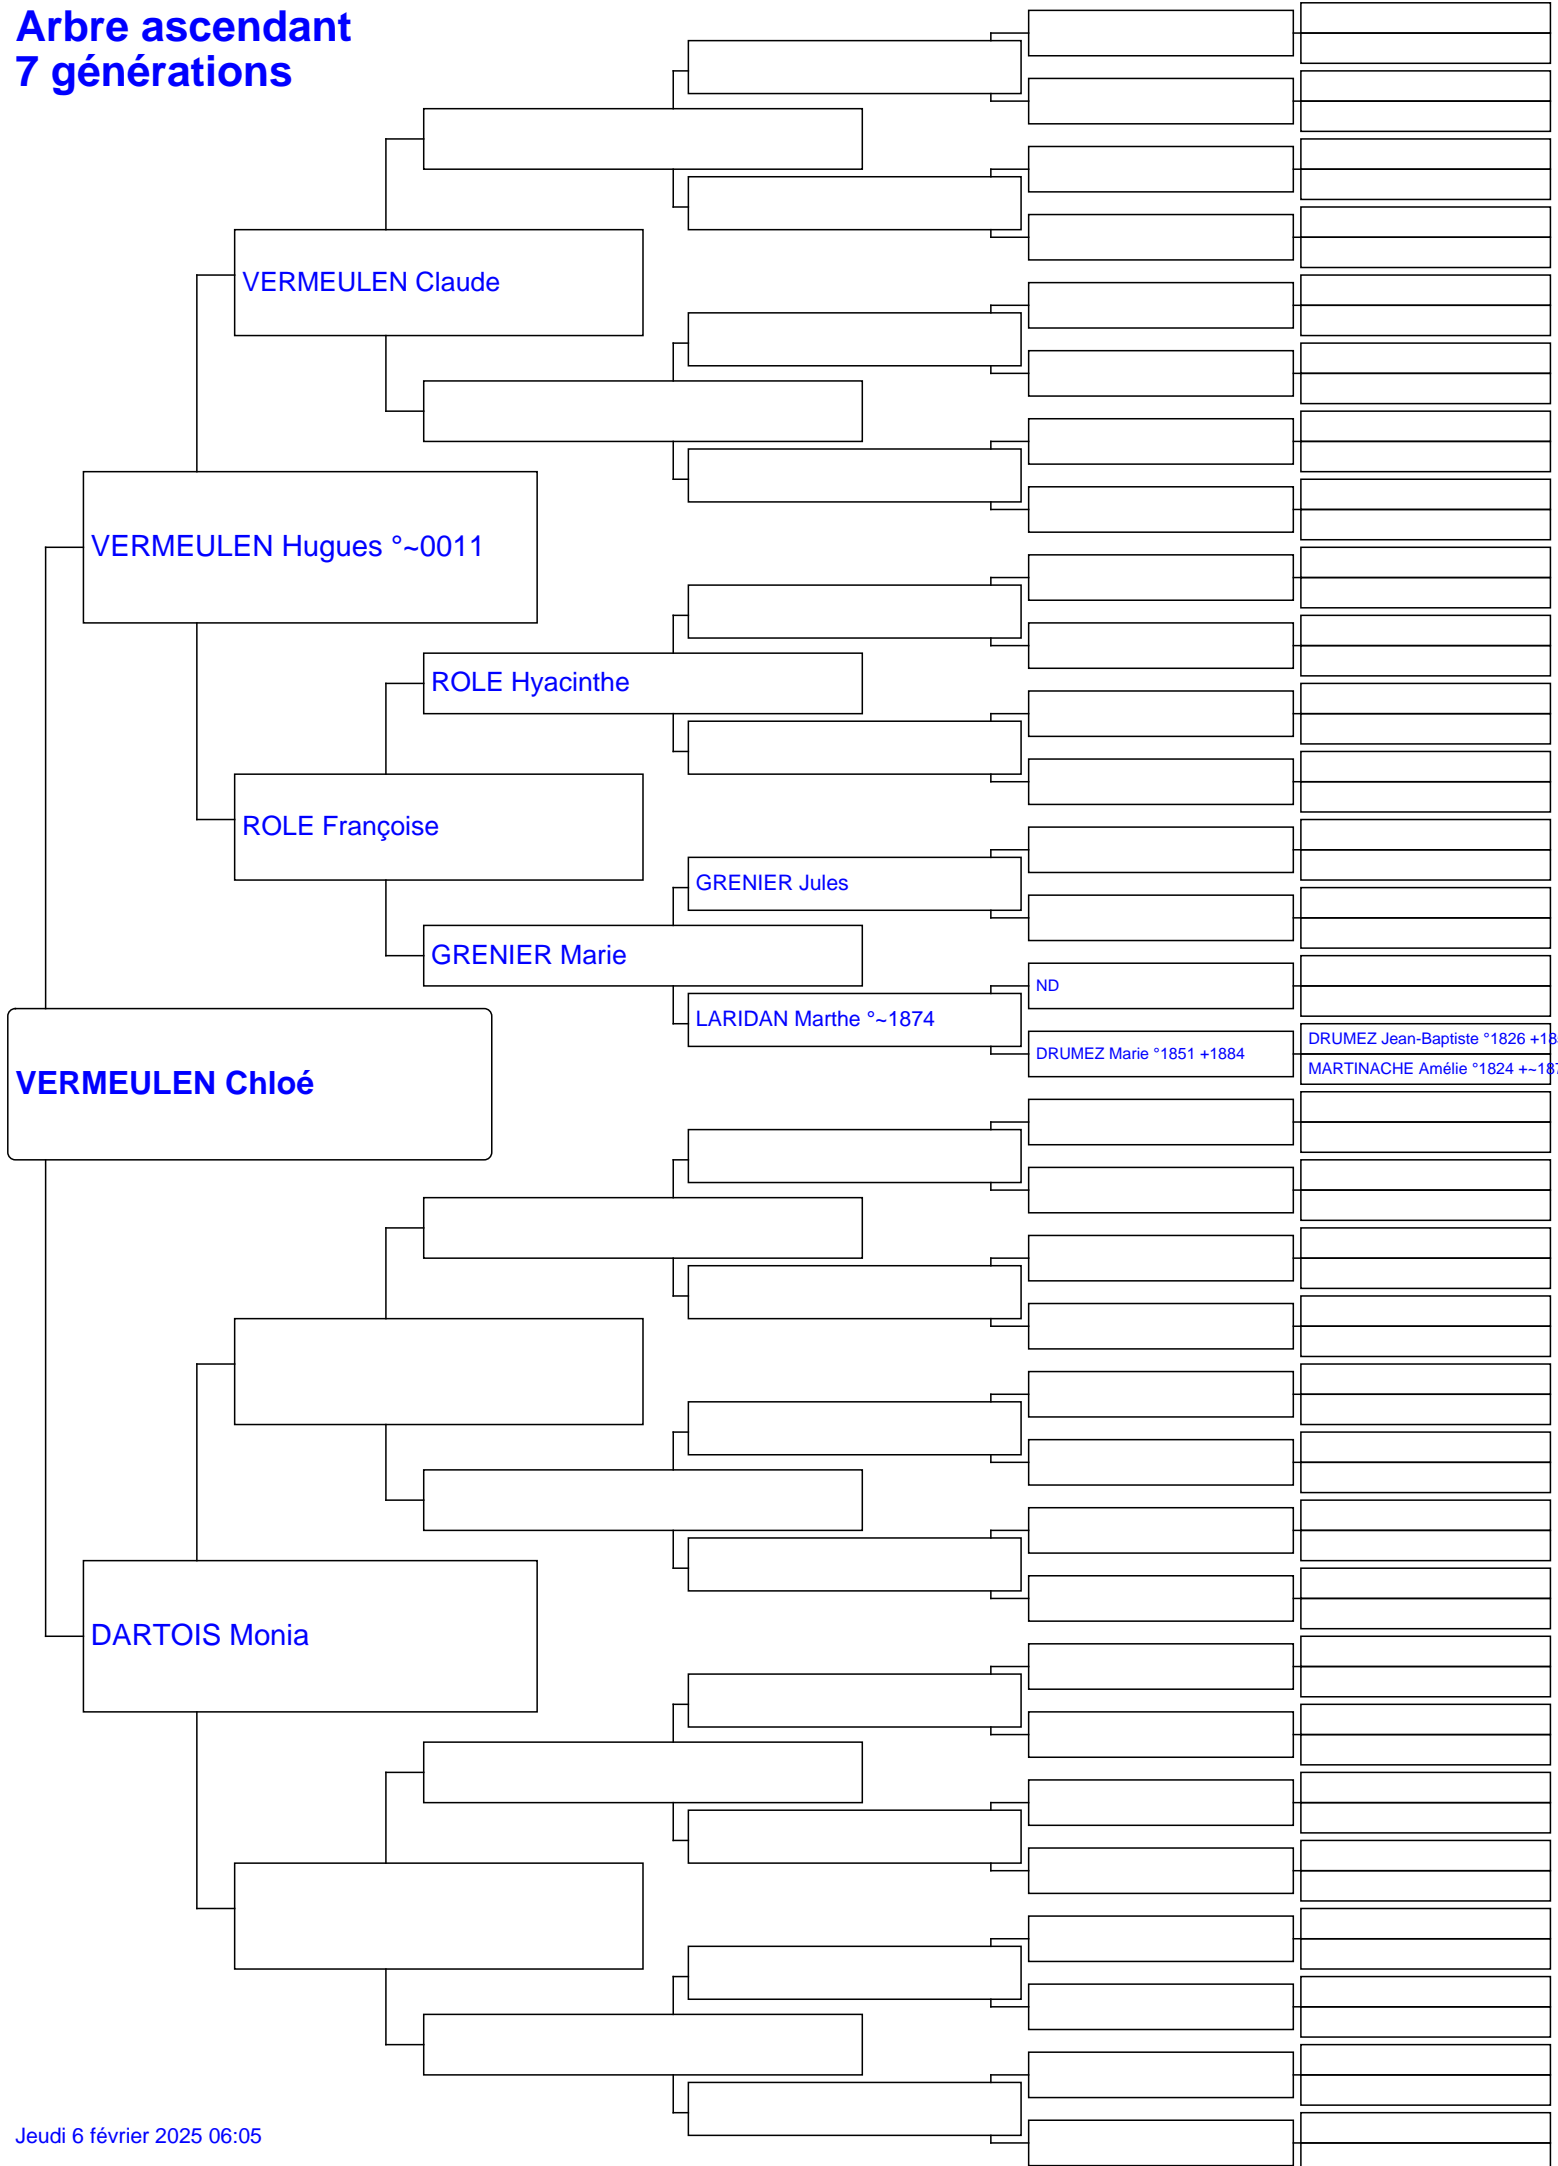 Arbre ascendant
7 générations
VERMEULEN Claude
VERMEULEN Hugues °~0011
ROLE Hyacinthe
ROLE Françoise
GRENIER Jules
GRENIER Marie
ND
LARIDAN Marthe °~1874
DRUMEZ Jean-Baptiste °1826
DRUMEZ Marie °1851 +1884
MARTINACHE Amélie °1824
VERMEULEN Chloé
DARTOIS Monia
Jeudi 6 février 2025 06:05